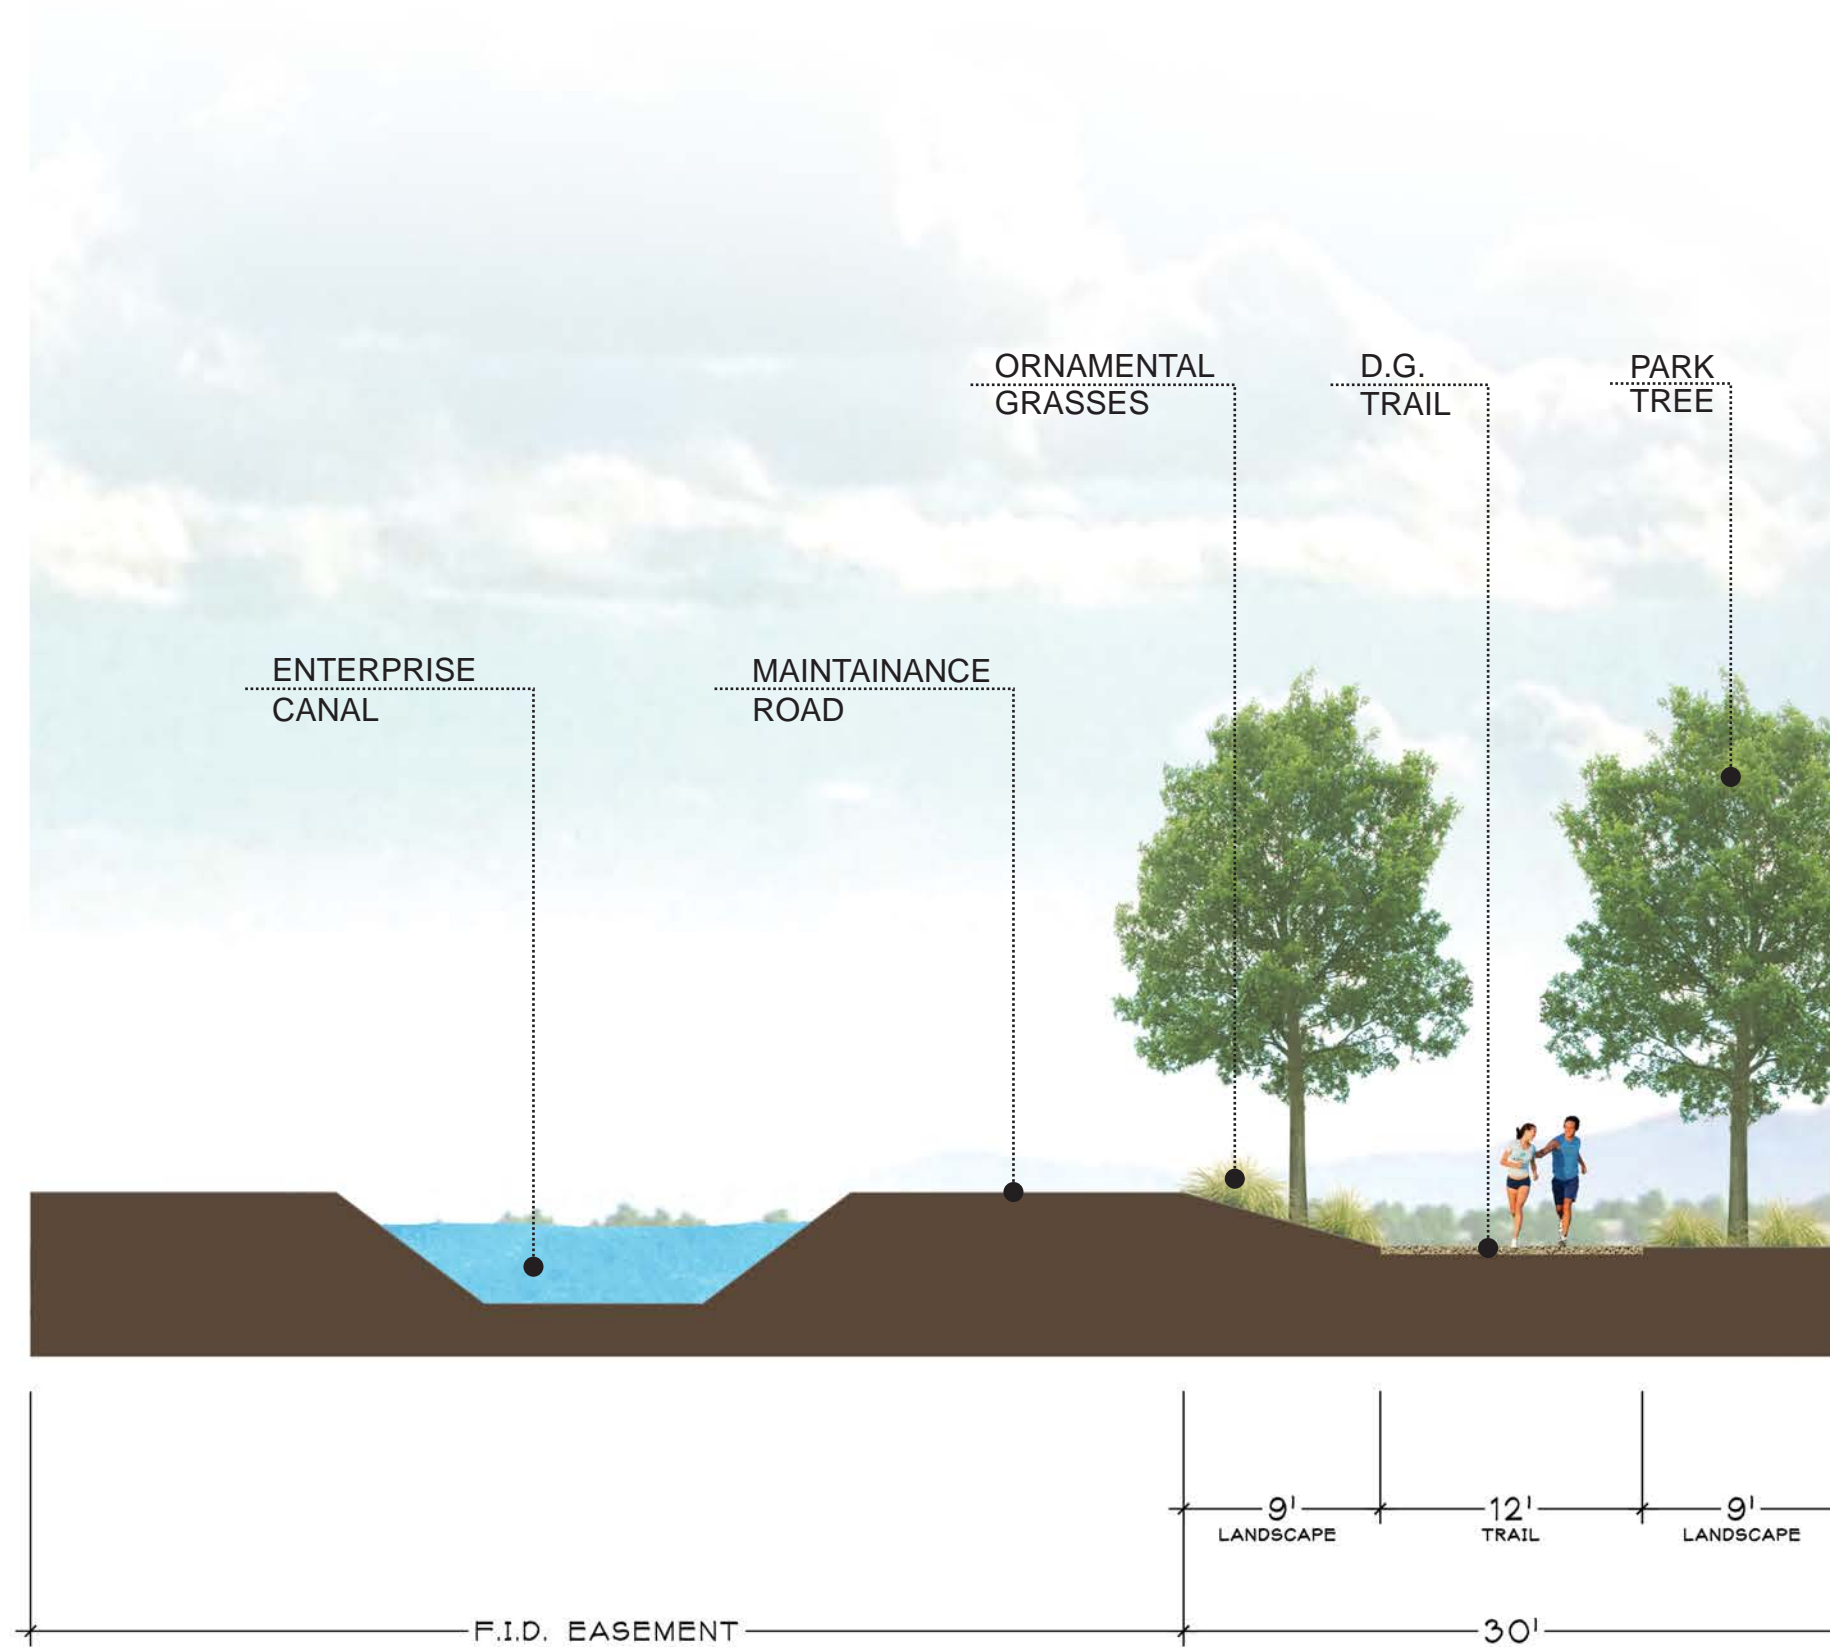 ORNAMENTAL
GRASSES
D.G.
TRAIL
PARK
TREE
ENTERPRISE
CANAL
MAINTAINANCE
ROAD
9'
LANDSCAPE
12'
TRAIL
9'
LANDSCAPE
F.I.D. EASEMENT
30'